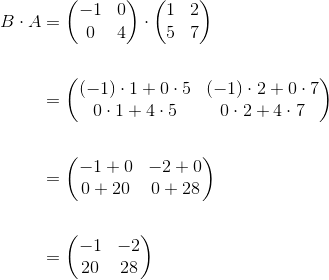 B · A = (−1 0) · (1 2)
(0 4) (5 7)
= ((−1) · 1 + 0 · 5 (−1) · 2 + 0 · 7)
(0 · 1 + 4 · 5 0 · 2 + 4 · 7)
= (−1 + 0 −2 + 0)
(0 + 20 0 + 28)
= (−1 −2)
(20 28)